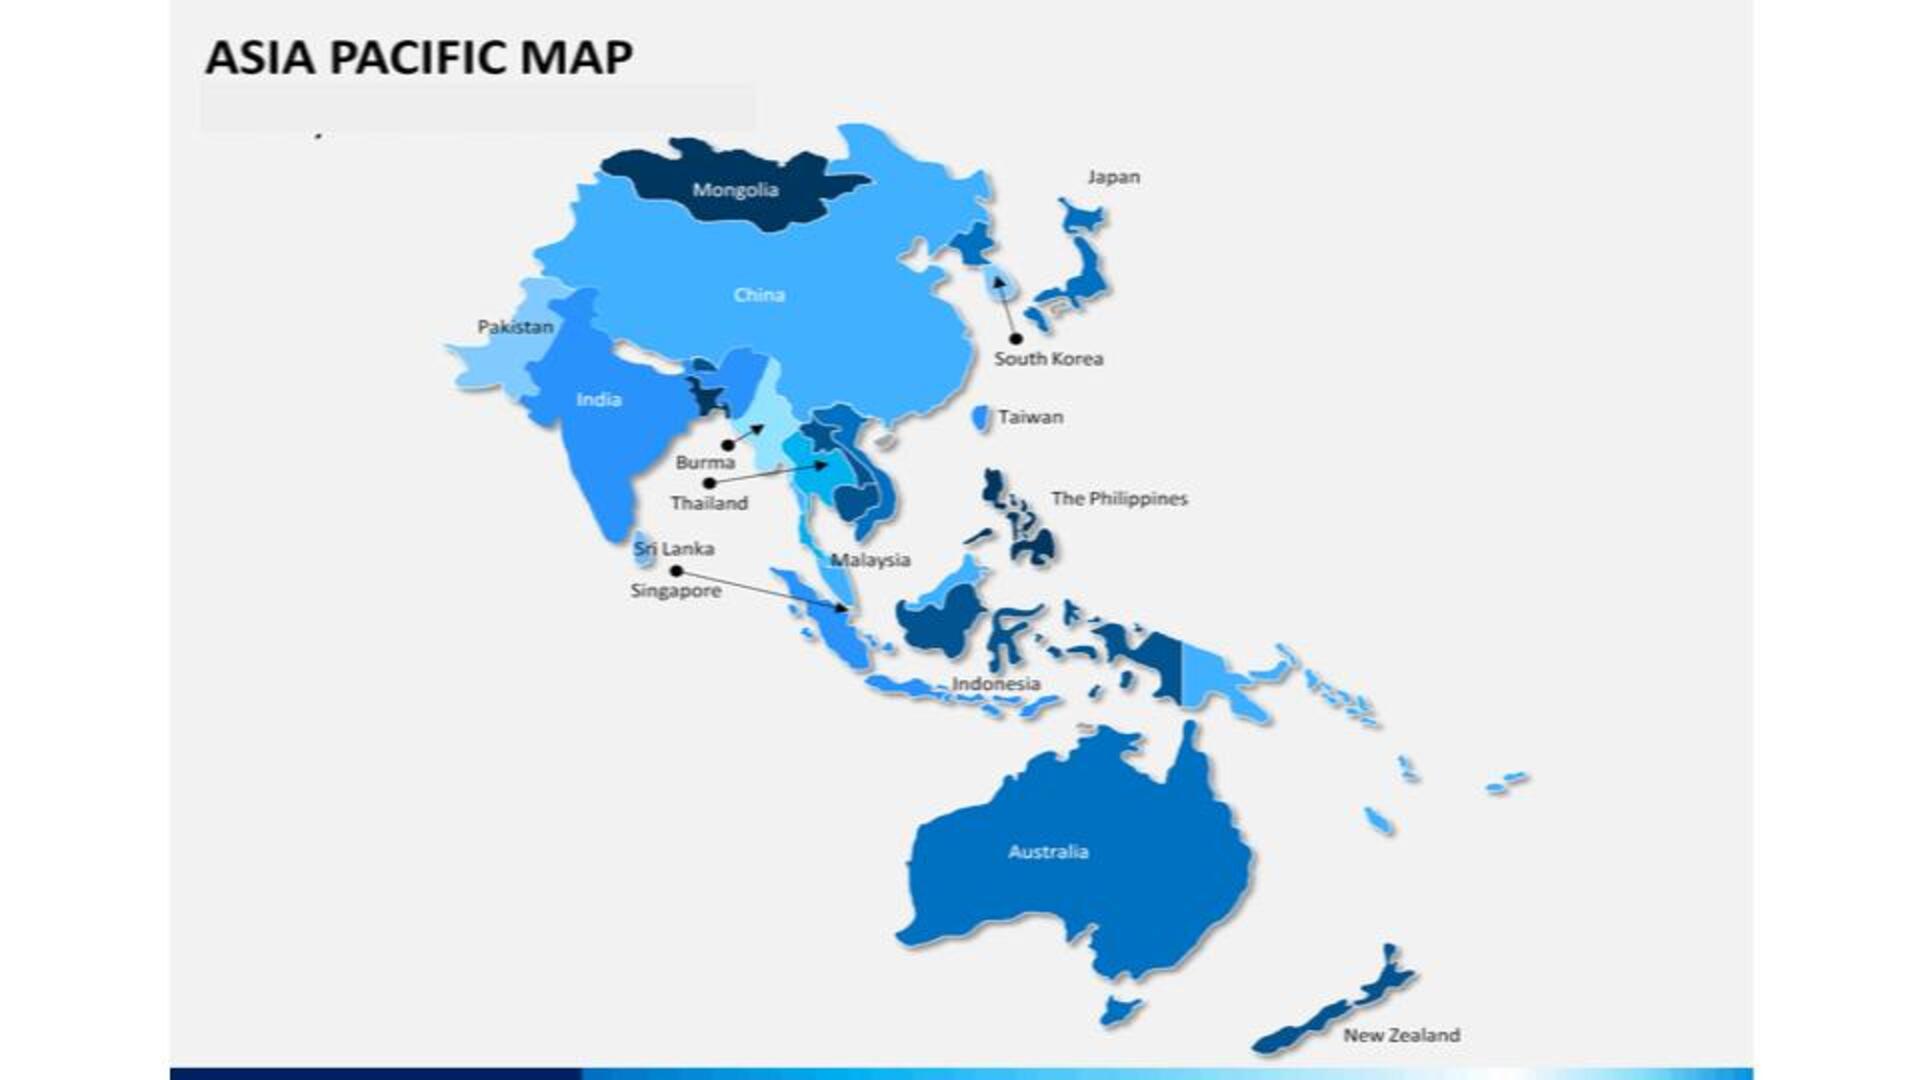 ASIA PACIFIC MAP
Mongolia
Japan
China
Pakistan
South Korea
India
Taiwan
Burma
Thailand
The Philippines
Sri Lanka
Malaysia
Singapore
Indonesia
Australia
New Zealand